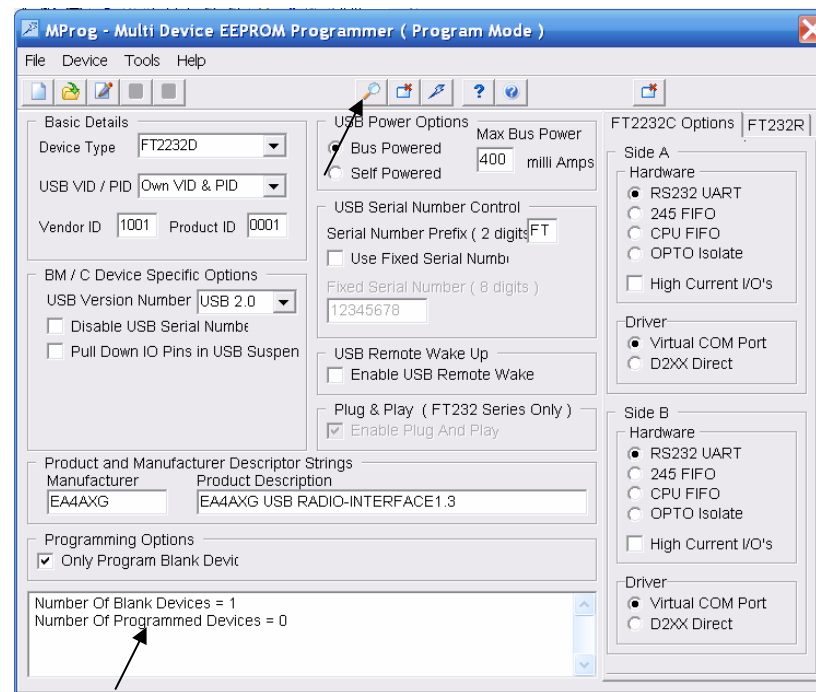 MProg - Multi Device EEPROM Programmer ( Program Mode )
File Device Tools Help
Basic Details
Device Type FT2232D
USB VID / PID Own VID & PID
Vendor ID 1001 Product ID 0001
BM / C Device Specific Options
USB Version Number USB 2.0
Disable USB Serial Numbe
Pull Down IO Pins in USB Suspen
USB Power Options
Bus Powered
Self Powered
Max Bus Power
400 milli Amps
USB Serial Number Control
Serial Number Prefix ( 2 digits FT
Use Fixed Serial Numb
Fixed Serial Number ( 8 digits )
12345678
USB Remote Wake Up
Enable USB Remote Wake
Plug & Play ( FT232 Series Only )
Enable Plug And Play
Product and Manufacturer Descriptor Strings
Manufacturer Product Description
EA4AXG EA4AXG USB RADIO-INTERFACE1.3
Programming Options
Only Program Blank Devic
Number Of Blank Devices = 1
Number Of Programmed Devices = 0
FT2232C Options FT232R
Side A
Hardware
RS232 UART
245 FIFO
CPU FIFO
OPTO Isolate
High Current I/O's
Driver
Virtual COM Port
D2XX Direct
Side B
Hardware
RS232 UART
245 FIFO
CPU FIFO
OPTO Isolate
High Current I/O's
Driver
Virtual COM Port
D2XX Direct